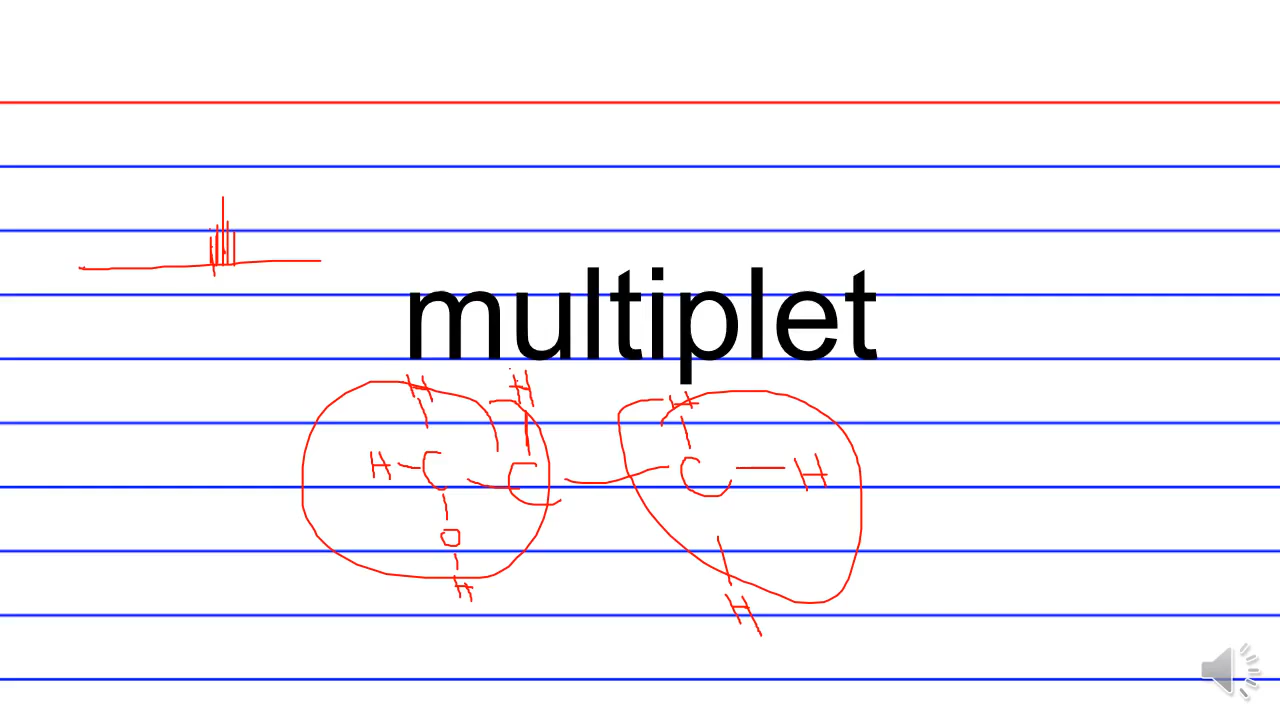 multiplet
H H H
H C C C H
O
H H